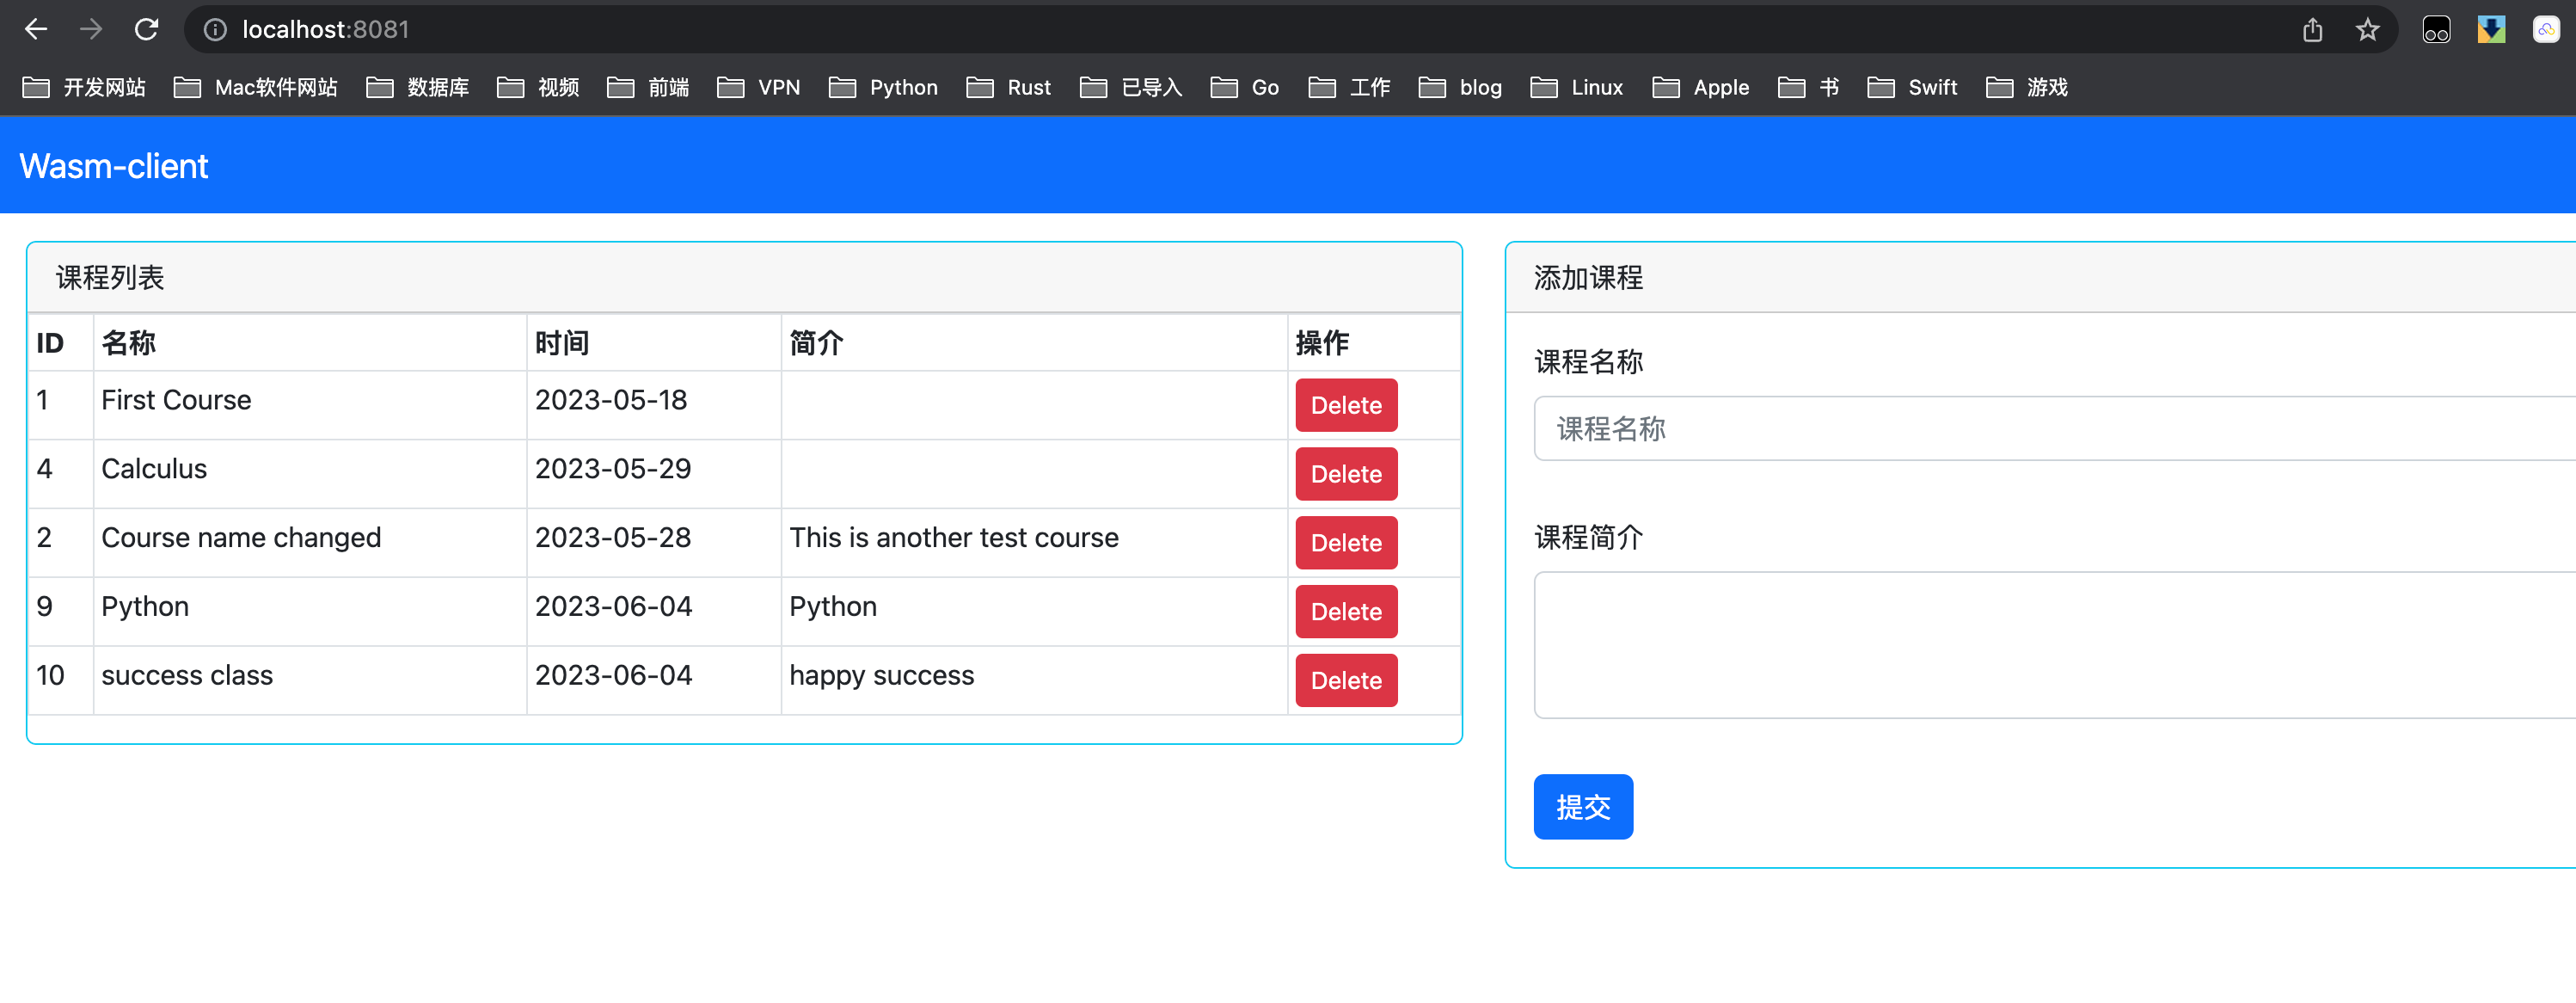 localhost:8081
开发网站 Mac软件网站 数据库 视频 前端 VPN Python Rust 已导入 Go 工作 blog Linux Apple 书 Swift 游戏
Wasm-client
课程列表
ID 名称 时间 简介 操作
1 First Course 2023-05-18 Delete
4 Calculus 2023-05-29 Delete
2 Course name changed 2023-05-28 This is another test course Delete
9 Python 2023-06-04 Python Delete
10 success class 2023-06-04 happy success Delete
添加课程
课程名称
课程名称
课程简介
提交